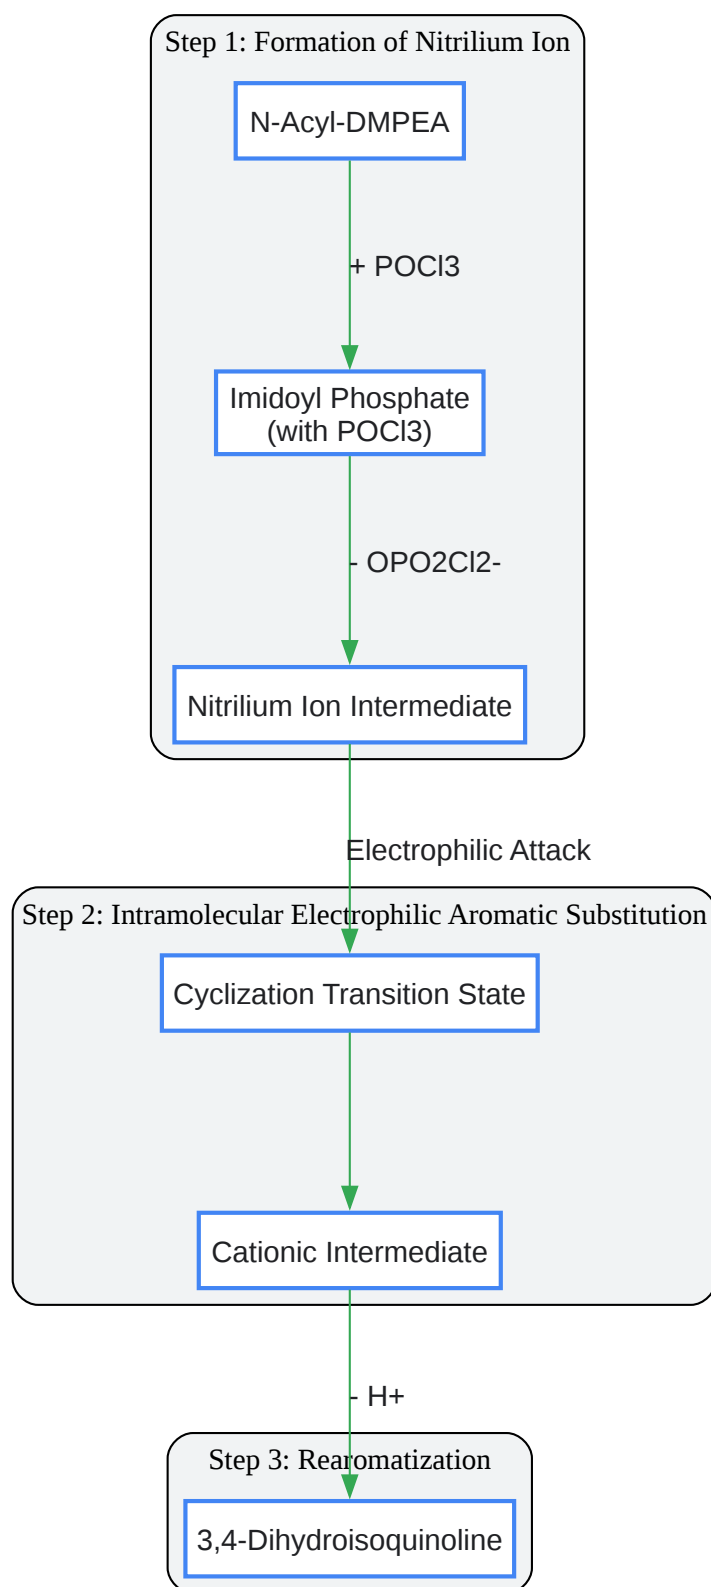 Step 1: Formation of Nitrilium Ion
N-Acyl-DMPEA
+ POCl3
Imidoyl Phosphate
(with POCl3)
- OPO2Cl2-
Nitrilium Ion Intermediate
Electrophilic Attack
Step 2: Intramolecular Electrophilic Aromatic Substitution
Cyclization Transition State
Cationic Intermediate
- H+
Step 3: Rearomatization
3,4-Dihydroisoquinoline